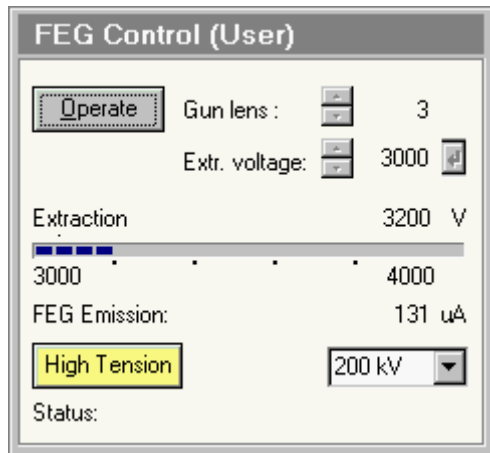 FEG Control (User)
Operate Gun lens : 3
Extr. voltage: 3000
Extraction 3200 V
3000 4000
FEG Emission: 131 uA
High Tension 200 kV
Status: